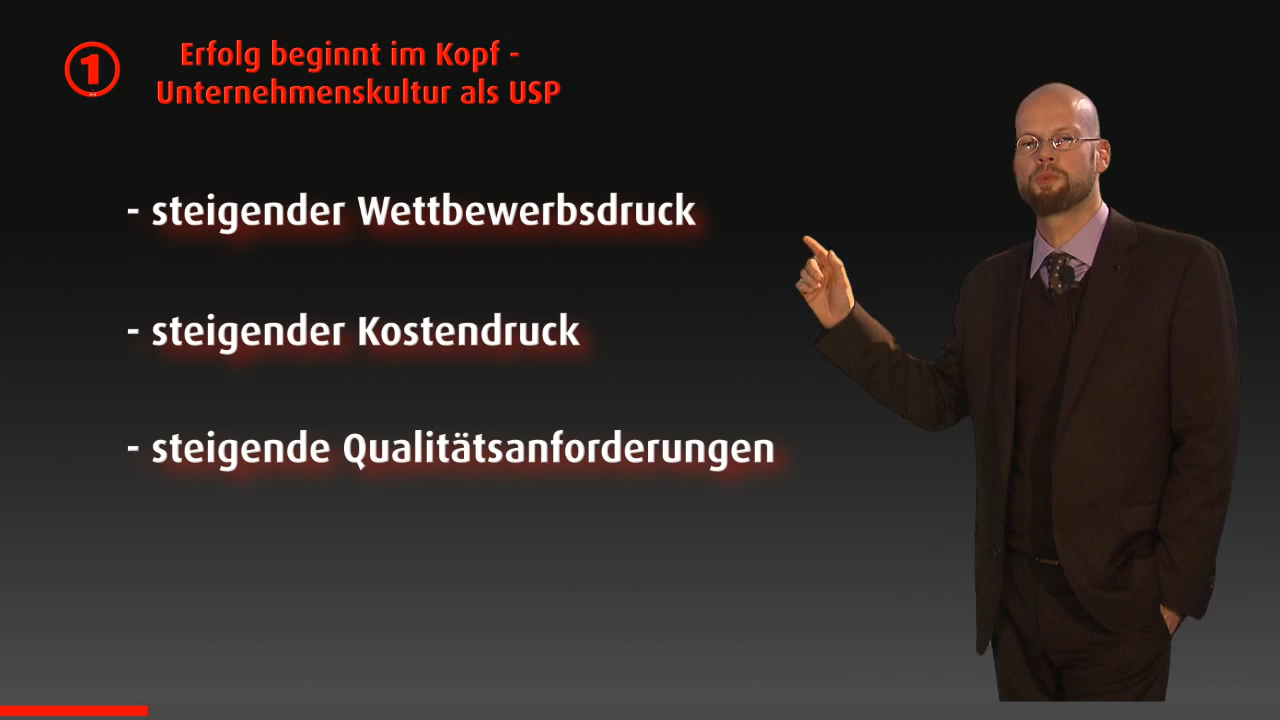 1
Erfolg beginnt im Kopf -
Unternehmenskultur als USP
- steigender Wettbewerbsdruck
- steigender Kostendruck
- steigende Qualitätsanforderungen